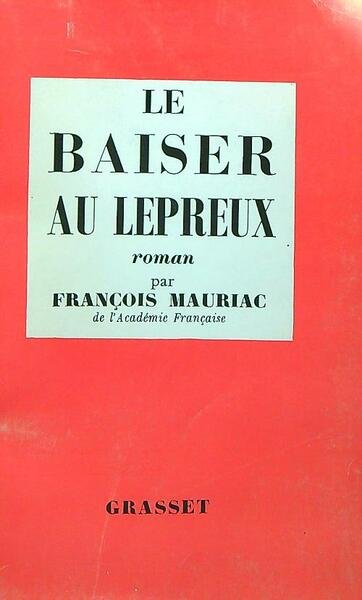 LE
BAISER
AU LEPREUX
roman
par
FRANÇOIS MAURIAC
de l'Académie Française
GRASSET